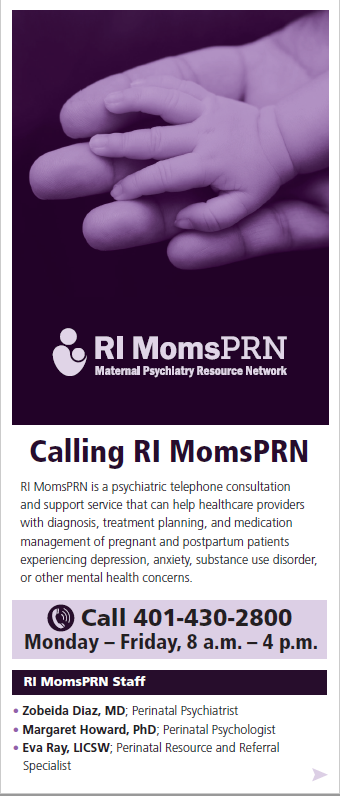 RI MomsPRN
Maternal Psychiatry Resource Network
Calling RI MomsPRN
RI MomsPRN is a psychiatric telephone consultation
and support service that can help healthcare providers
with diagnosis, treatment planning, and medication
management of pregnant and postpartum patients
experiencing depression, anxiety, substance use disorder,
or other mental health concerns.
Call 401-430-2800
Monday – Friday, 8 a.m. – 4 p.m.
RI MomsPRN Staff
• Zobeida Diaz, MD; Perinatal Psychiatrist
• Margaret Howard, PhD; Perinatal Psychologist
• Eva Ray, LICSW; Perinatal Resource and Referral
Specialist